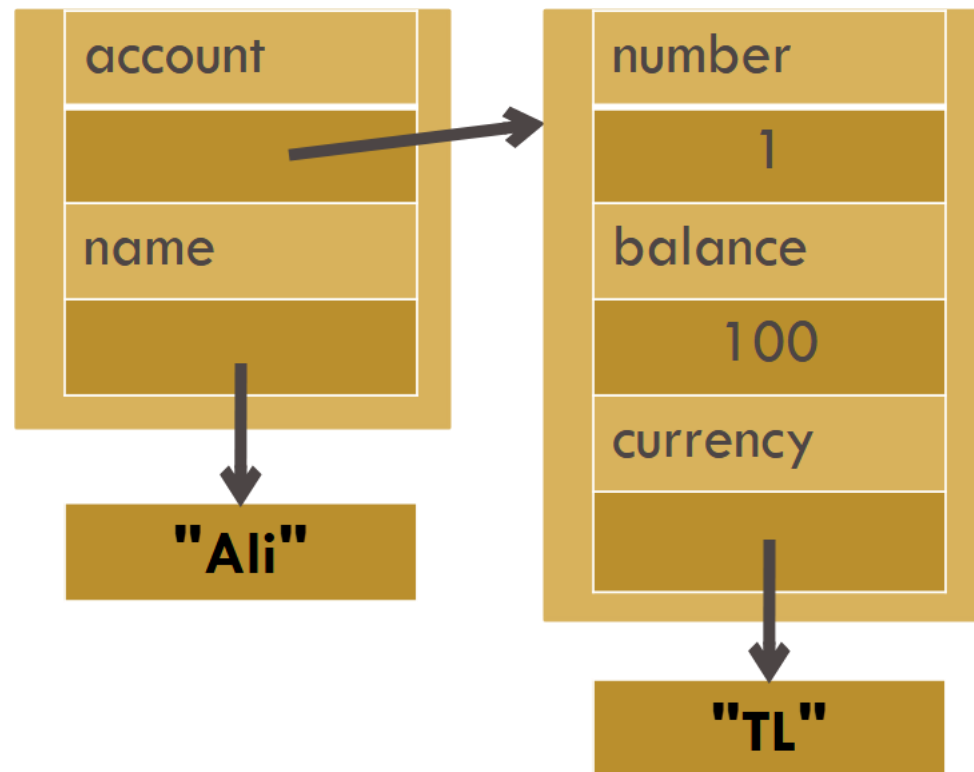 account
name
"Ali"
number
1
balance
100
currency
"TL"